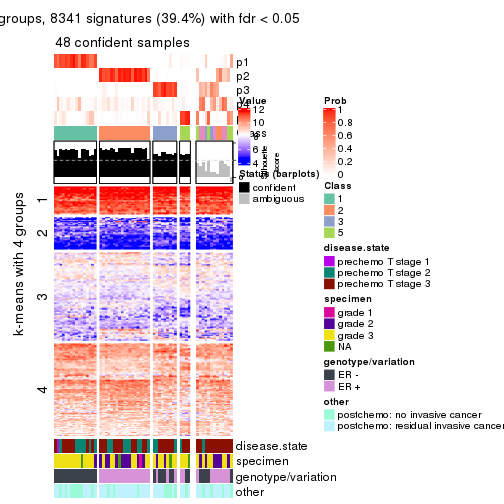 groups, 8341 signatures (39.4%) with fdr < 0.05
48 confident samples
p1
p2
p3
p4
Value
12
10
8
6
4
Prob
1
0.8
0.6
0.4
0.2
0
Silhouette
score
Status (barplots)
confident
ambiguous
Class
1
2
3
5
disease.state
prechemo T stage 1
prechemo T stage 2
prechemo T stage 3
specimen
grade 1
grade 2
grade 3
NA
genotype/variation
ER -
ER +
other
postchemo: no invasive cancer
postchemo: residual invasive cancer
k-means with 4 groups
1
2
3
4
disease.state
specimen
genotype/variation
other